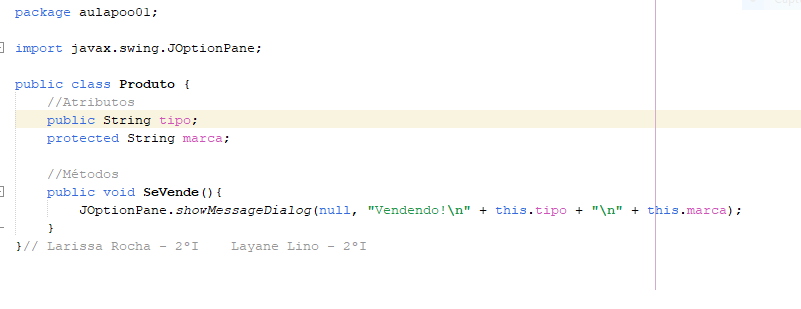 package aulapoo01;
import javax.swing.JOptionPane;
public class Produto {
//Atributos
public String tipo;
protected String marca;
//Métodos
public void SeVende(){
JOptionPane.showMessageDialog(null, "Vendendo!\n" + this.tipo + "\n" + this.marca);
}
}// Larissa Rocha - 2°I    Layane Lino - 2°I